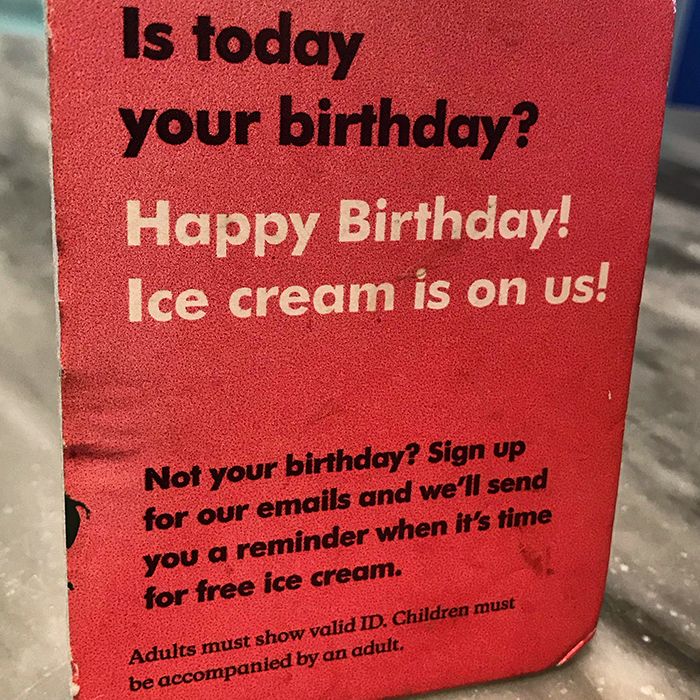 Is today
your birthday?
Happy Birthday!
Ice cream is on us!
Not your birthday? Sign up
for our emails and we'll send
you a reminder when it's time
for free ice cream.
Adults must show valid ID. Children must
be accompanied by an adult.